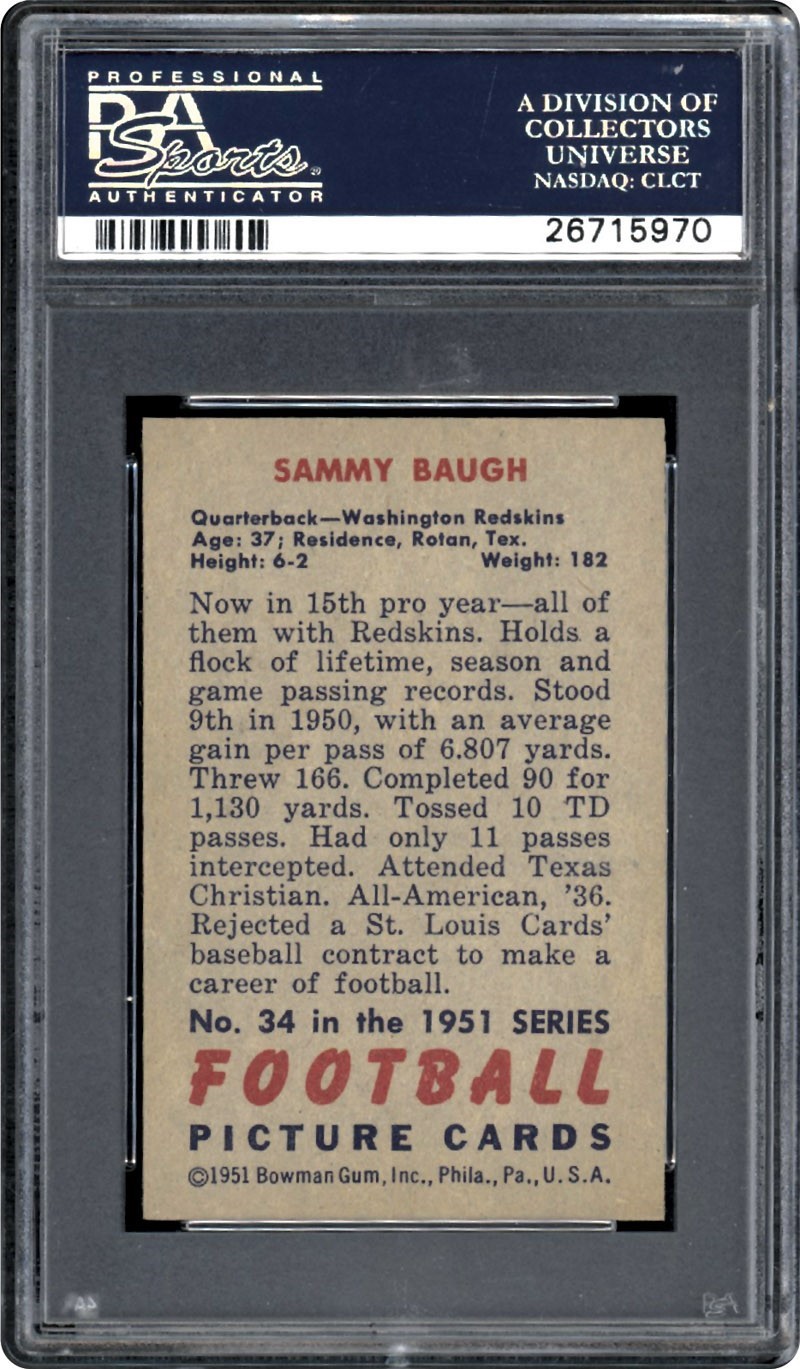 PROFESSIONAL
PSA
Sports
AUTHENTICATOR
A DIVISION OF
COLLECTORS
UNIVERSE
NASDAQ: CLCT
26715970
SAMMY BAUGH
Quarterback—Washington Redskins
Age: 37; Residence, Rotan, Tex.
Height: 6-2 Weight: 182
Now in 15th pro year—all of
them with Redskins. Holds a
flock of lifetime, season and
game passing records. Stood
9th in 1950, with an average
gain per pass of 6.807 yards.
Threw 166. Completed 90 for
1,130 yards. Tossed 10 TD
passes. Had only 11 passes
intercepted. Attended Texas
Christian. All-American, '36.
Rejected a St. Louis Cards'
baseball contract to make a
career of football.
No. 34 in the 1951 SERIES
FOOTBALL
PICTURE CARDS
©1951 Bowman Gum, Inc., Phila., Pa., U.S.A.
PSA